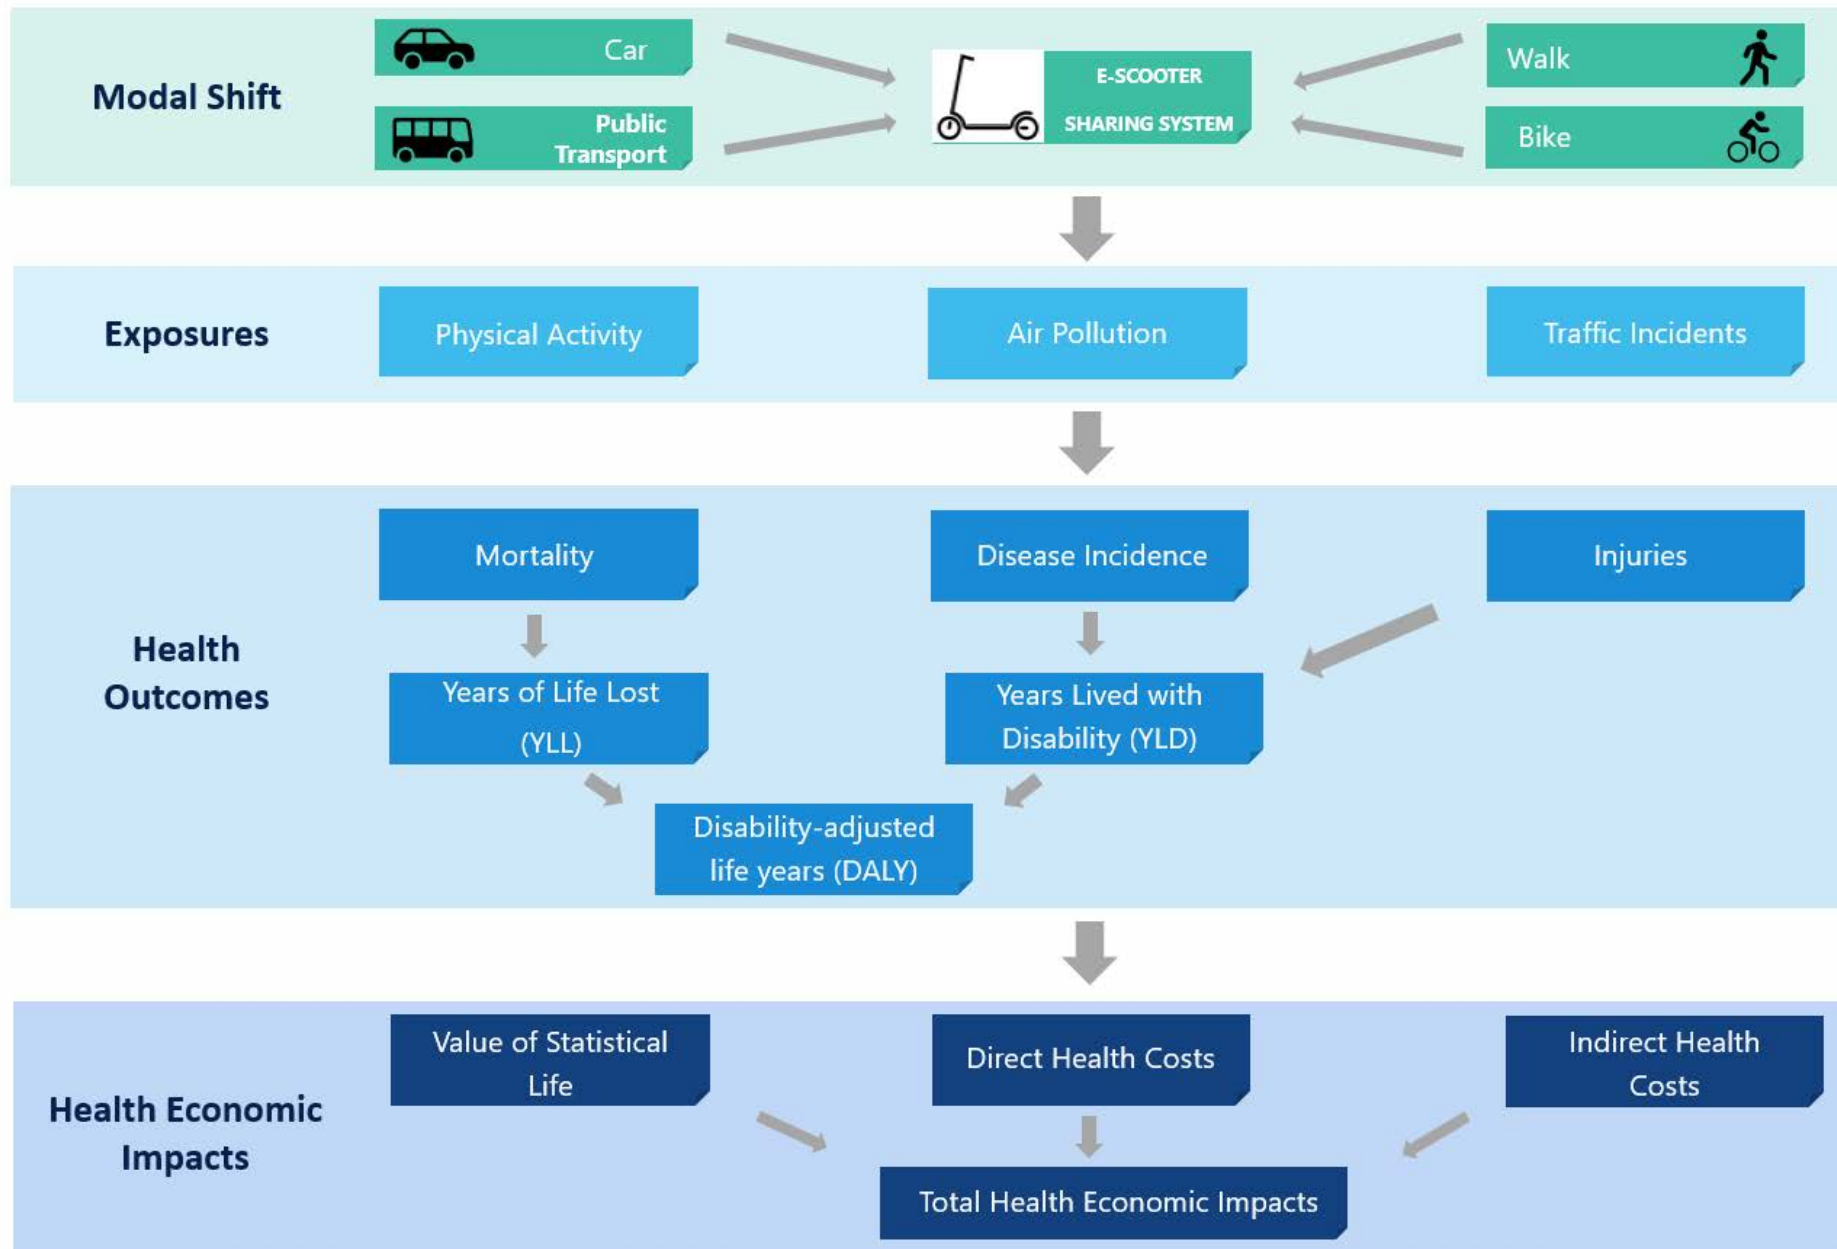 Modal Shift
Car
Public
Transport
E-SCOOTER
SHARING SYSTEM
Walk
Bike
Exposures
Physical Activity
Air Pollution
Traffic Incidents
Health
Outcomes
Mortality
Disease Incidence
Injuries
Years of Life Lost
(YLL)
Years Lived with
Disability (YLD)
Disability-adjusted
life years (DALY)
Health Economic
Impacts
Value of Statistical
Life
Direct Health Costs
Indirect Health
Costs
Total Health Economic Impacts